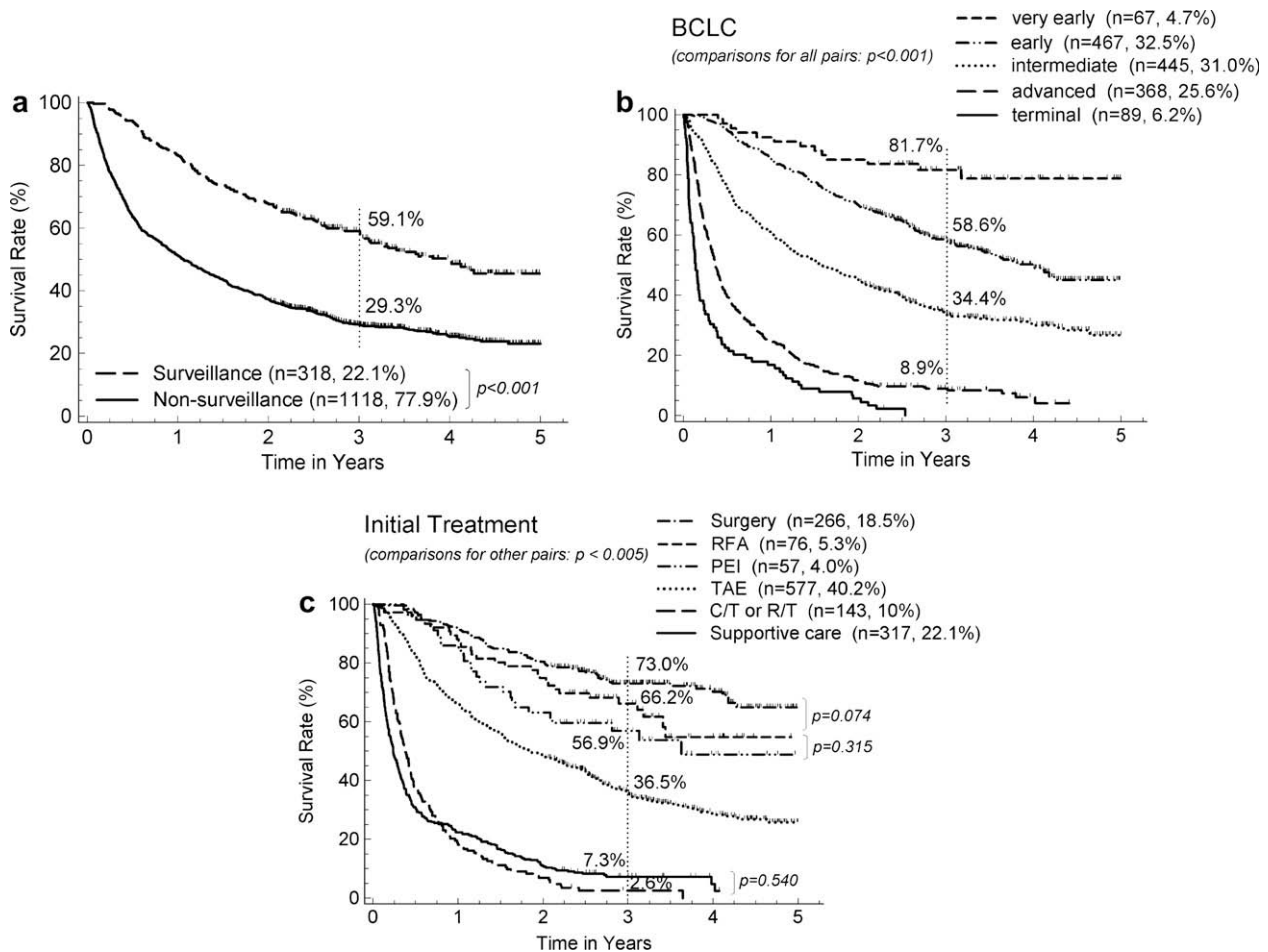 a
Survival Rate (%)
100
80
60
40
20
0
59.1%
29.3%
Surveillance (n=318, 22.1%)
Non-surveillance (n=1118, 77.9%)
p<0.001
0 1 2 3 4 5
Time in Years
BCLC
(comparisons for all pairs: p<0.001)
very early (n=67, 4.7%)
early (n=467, 32.5%)
intermediate (n=445, 31.0%)
advanced (n=368, 25.6%)
terminal (n=89, 6.2%)
b
Survival Rate (%)
100
80
60
40
20
0
81.7%
58.6%
34.4%
8.9%
0 1 2 3 4 5
Time in Years
Initial Treatment
(comparisons for other pairs: p < 0.005)
Surgery (n=266, 18.5%)
RFA (n=76, 5.3%)
PEI (n=57, 4.0%)
TAE (n=577, 40.2%)
C/T or R/T (n=143, 10%)
Supportive care (n=317, 22.1%)
c
Survival Rate (%)
100
80
60
40
20
0
73.0%
66.2%
56.9%
36.5%
7.3%
2.6%
p=0.074
p=0.315
p=0.540
0 1 2 3 4 5
Time in Years